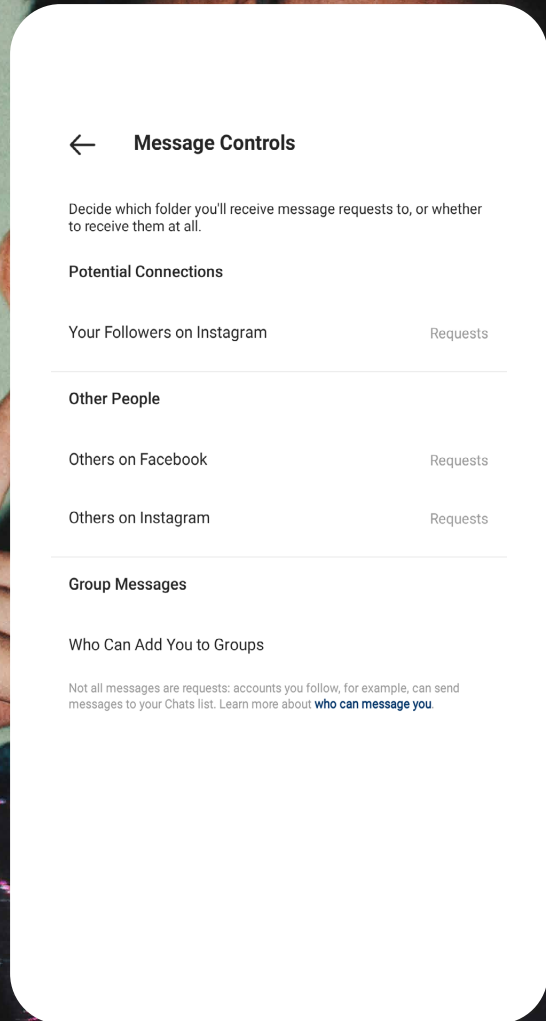 Message Controls
Decide which folder you'll receive message requests to, or whether
to receive them at all.
Potential Connections
Your Followers on Instagram Requests
Other People
Others on Facebook Requests
Others on Instagram Requests
Group Messages
Who Can Add You to Groups
Not all messages are requests: accounts you follow, for example, can send
messages to your Chats list. Learn more about who can message you.